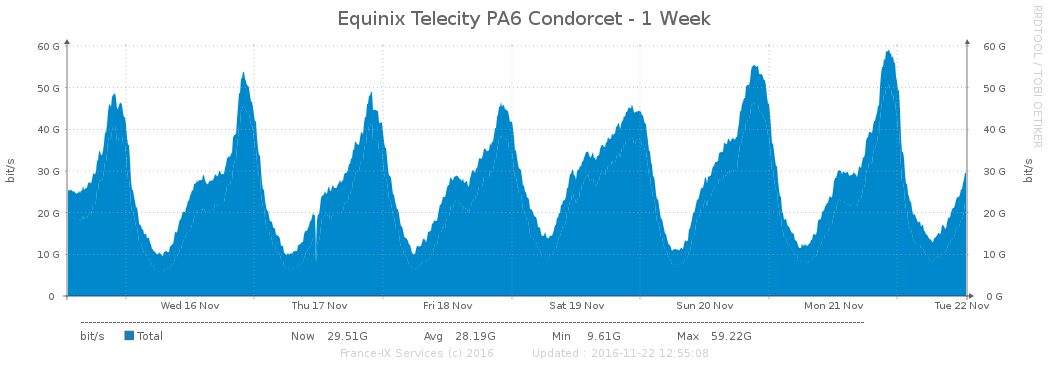 Equinix Telecity PA6 Condorcet - 1 Week
RRDTOOL / TOBI OETIKER
bit/s
60 G
50 G
40 G
30 G
20 G
10 G
0
60 G
50 G
40 G
30 G
20 G
10 G
0 G
bit/s
Wed 16 Nov Thu 17 Nov Fri 18 Nov Sat 19 Nov Sun 20 Nov Mon 21 Nov Tue 22 Nov
bit/s Total Now 29.51G Avg 28.19G Min 9.61G Max 59.22G
France-IX Services (c) 2016 Updated : 2016-11-22 12:55:08